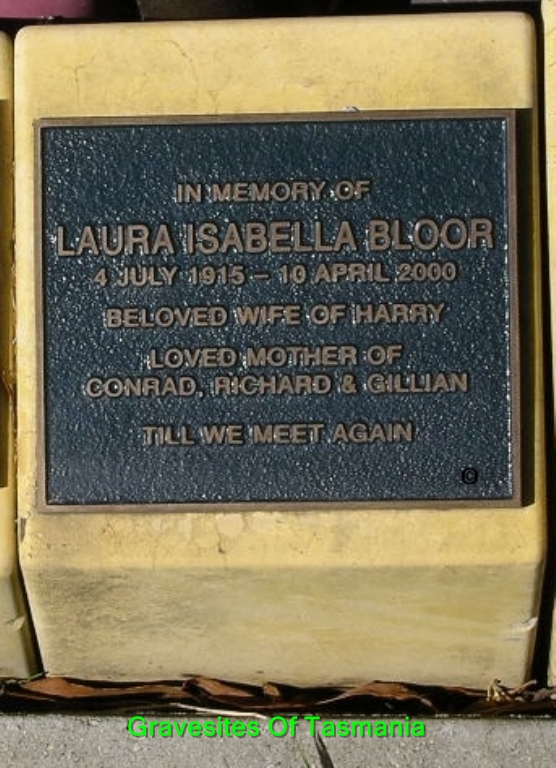 IN MEMORY OF
LAURA ISABELLA BLOOR
4 JULY 1915 – 10 APRIL 2000
BELOVED WIFE OF HARRY
LOVED MOTHER OF
CONRAD, RICHARD & GILLIAN
TILL WE MEET AGAIN
©
Gravesites Of Tasmania